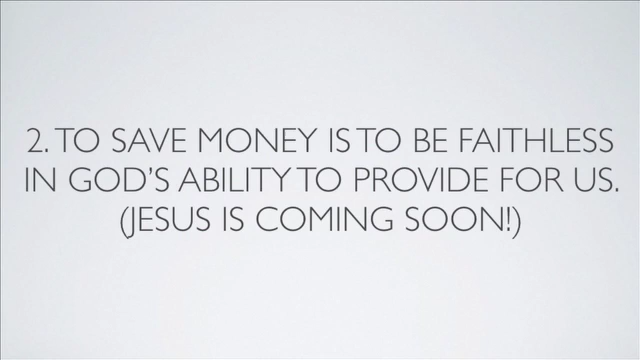 2. TO SAVE MONEY IS TO BE FAITHLESS
IN GOD'S ABILITY TO PROVIDE FOR US.
(JESUS IS COMING SOON!)